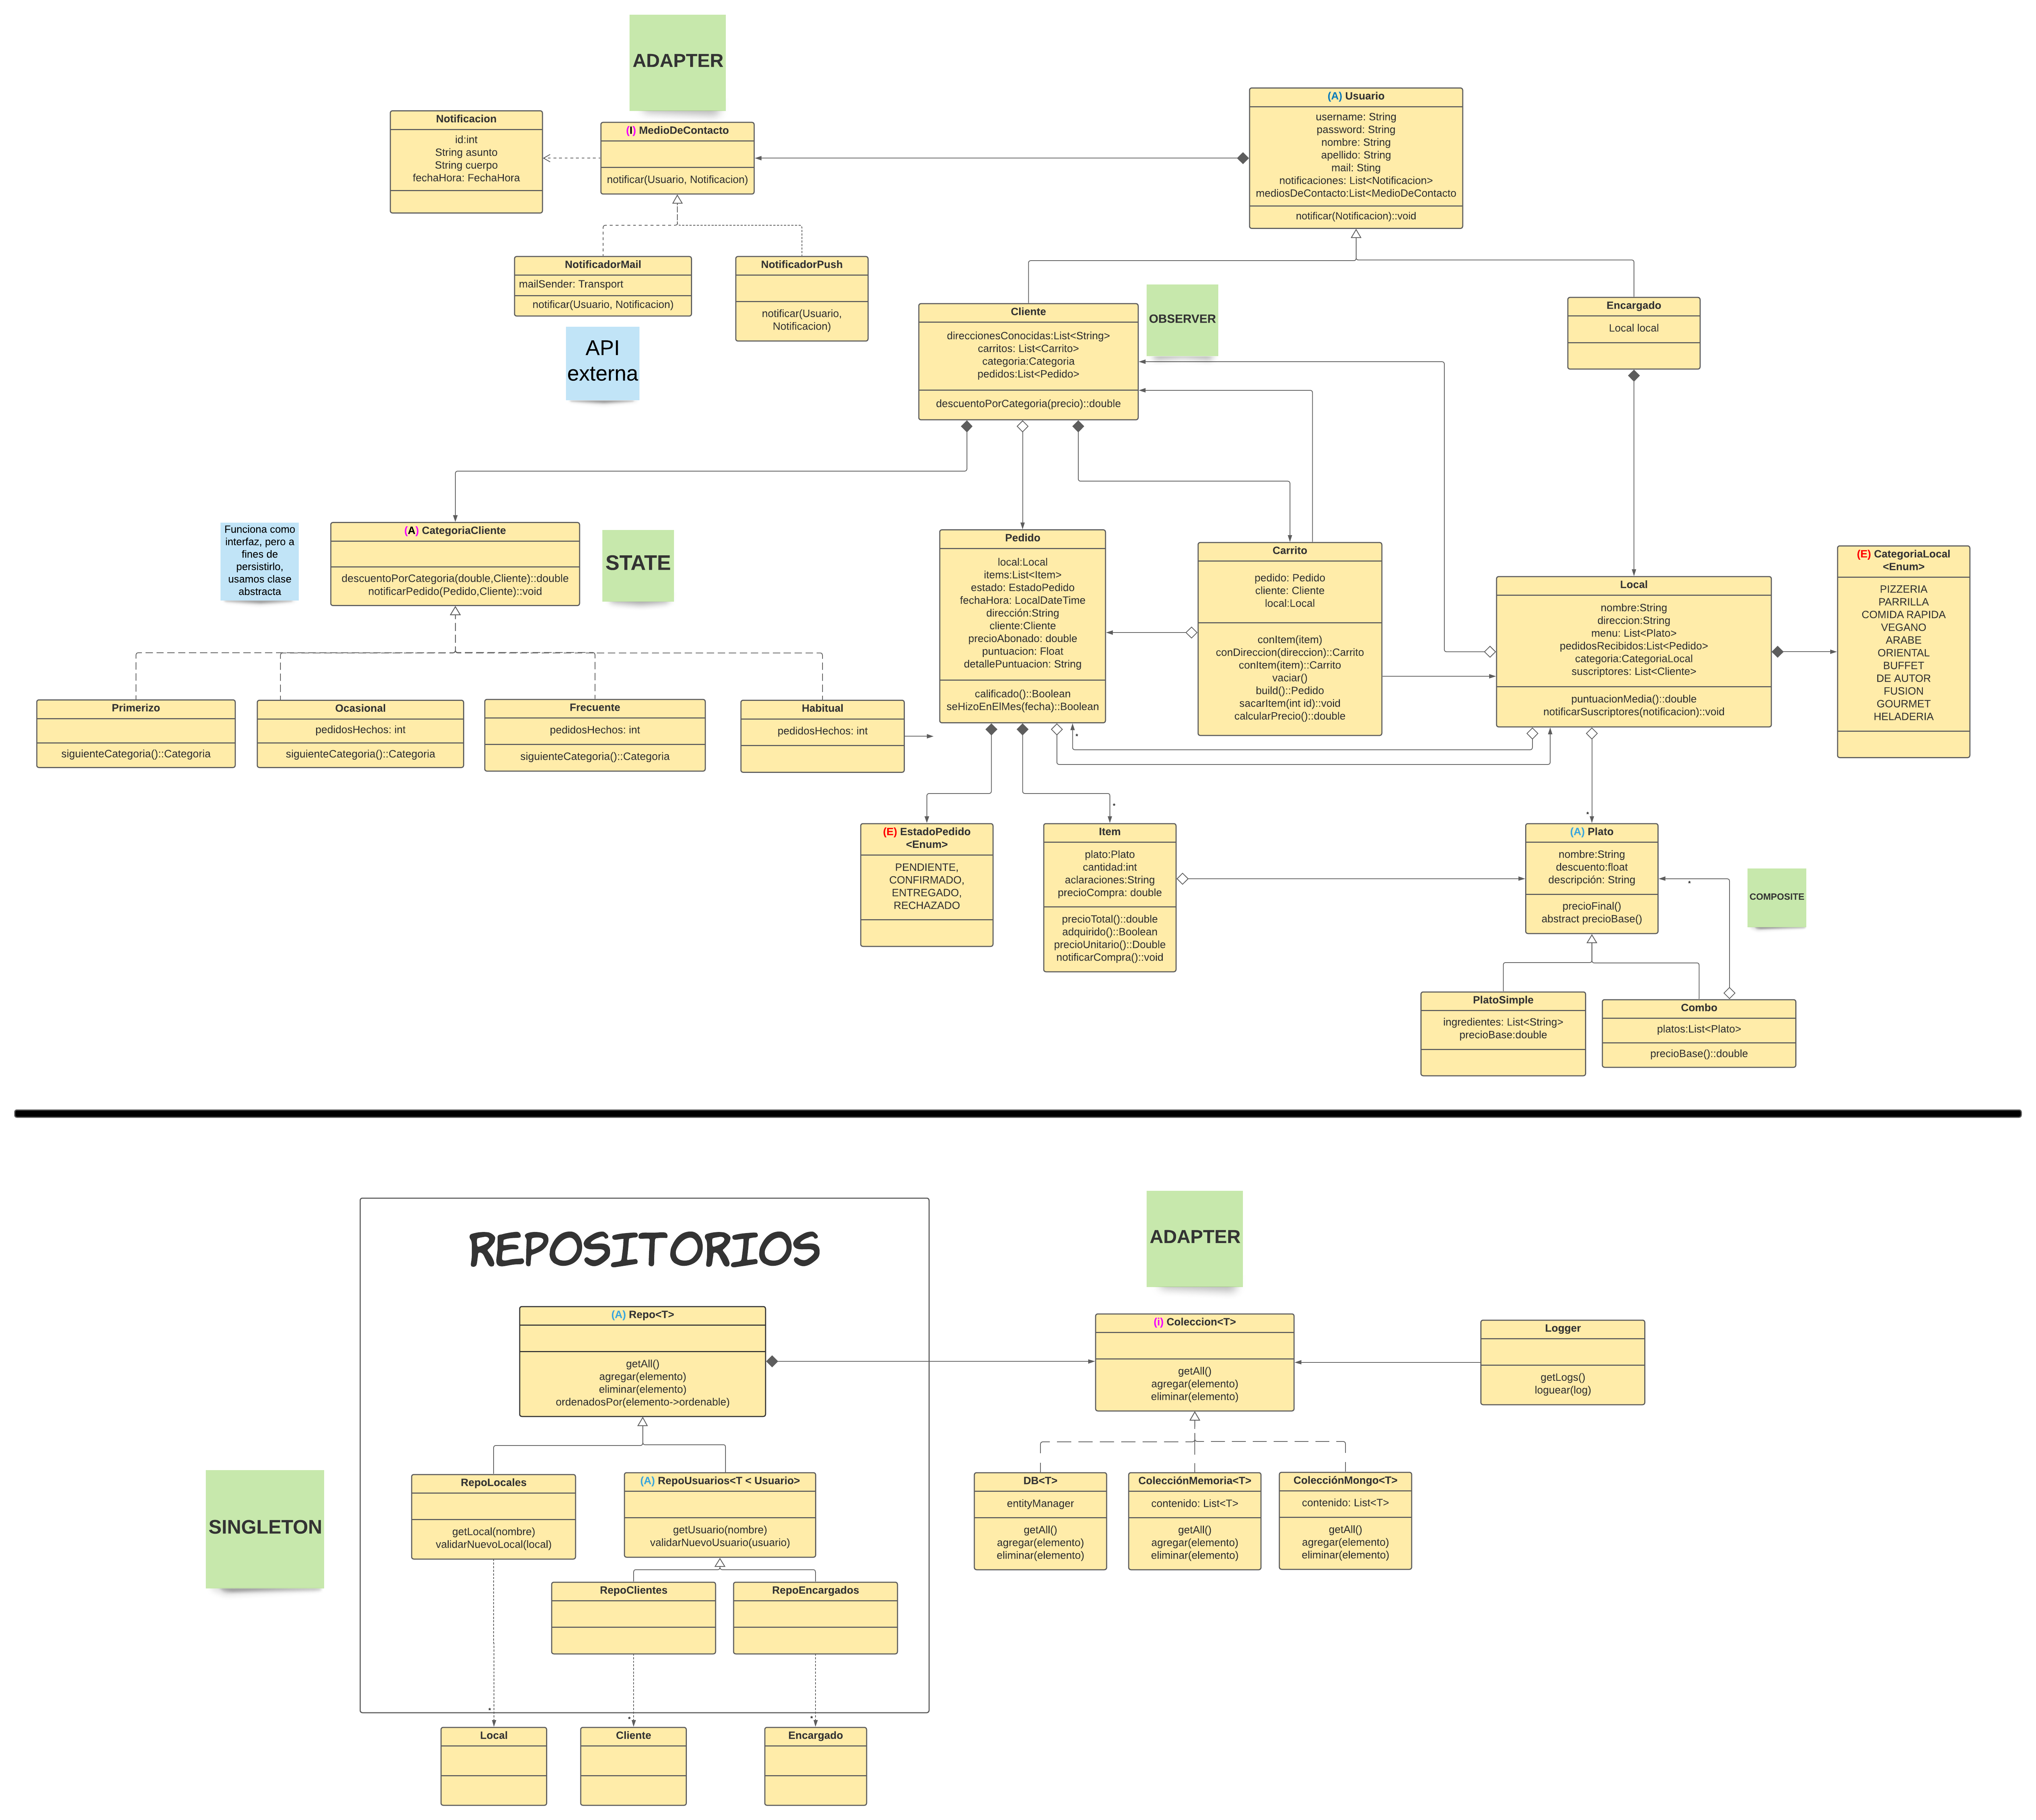 ADAPTER
Notificacion
id:int
String asunto
String cuerpo
fechaHora: FechaHora
(I) MedioDeContacto
notificar(Usuario, Notificacion)
(A) Usuario
username: String
password: String
nombre: String
apellido: String
mail: Sting
notificaciones: List<Notificacion>
mediosDeContacto:List<MedioDeContacto
notificar(Notificacion)::void
NotificadorMail
mailSender: Transport
notificar(Usuario, Notificacion)
NotificadorPush
notificar(Usuario,
Notificacion)
API
externa
Cliente
direccionesConocidas:List<String>
carritos: List<Carrito>
categoria:Categoria
pedidos:List<Pedido>
descuentoPorCategoria(precio)::double
OBSERVER
Encargado
Local local
Funciona como
interfaz, pero a
fines de
persistirlo,
usamos clase
abstracta
(A) CategoriaCliente
descuentoPorCategoria(double,Cliente)::double
notificarPedido(Pedido,Cliente)::void
STATE
Pedido
local:Local
items:List<Item>
estado: EstadoPedido
fechaHora: LocalDateTime
dirección:String
cliente:Cliente
precioAbonado: double
puntuacion: Float
detallePuntuacion: String
calificado()::Boolean
seHizoEnElMes(fecha)::Boolean
Carrito
pedido: Pedido
cliente: Cliente
local:Local
conItem(item)
conDireccion(direccion)::Carrito
conItem(item)::Carrito
vaciar()
build()::Pedido
sacarItem(int id)::void
calcularPrecio()::double
Local
nombre:String
direccion:String
menu: List<Plato>
pedidosRecibidos:List<Pedido>
categoria:CategoriaLocal
suscriptores: List<Cliente>
puntuacionMedia()::double
notificarSuscriptores(notificacion)::void
(E) CategoriaLocal
<Enum>
PIZZERIA
PARRILLA
COMIDA RAPIDA
VEGANO
ARABE
ORIENTAL
BUFFET
DE AUTOR
FUSION
GOURMET
HELADERIA
Primerizo
siguienteCategoria()::Categoria
Ocasional
pedidosHechos: int
siguienteCategoria()::Categoria
Frecuente
pedidosHechos: int
siguienteCategoria()::Categoria
Habitual
pedidosHechos: int
*
*
*
(E) EstadoPedido
<Enum>
PENDIENTE,
CONFIRMADO,
ENTREGADO,
RECHAZADO
Item
plato:Plato
cantidad:int
aclaraciones:String
precioCompra: double
precioTotal()::double
adquirido()::Boolean
precioUnitario()::Double
notificarCompra()::void
(A) Plato
nombre:String
descuento:float
descripción: String
precioFinal()
abstract precioBase()
*
COMPOSITE
PlatoSimple
ingredientes: List<String>
precioBase:double
Combo
platos:List<Plato>
precioBase()::double
REPOSITORIOS
ADAPTER
(A) Repo<T>
getAll()
agregar(elemento)
eliminar(elemento)
ordenadosPor(elemento->ordenable)
(i) Coleccion<T>
getAll()
agregar(elemento)
eliminar(elemento)
Logger
getLogs()
loguear(log)
SINGLETON
RepoLocales
getLocal(nombre)
validarNuevoLocal(local)
(A) RepoUsuarios<T < Usuario>
getUsuario(nombre)
validarNuevoUsuario(usuario)
DB<T>
entityManager
getAll()
agregar(elemento)
eliminar(elemento)
ColecciónMemoria<T>
contenido: List<T>
getAll()
agregar(elemento)
eliminar(elemento)
ColecciónMongo<T>
contenido: List<T>
getAll()
agregar(elemento)
eliminar(elemento)
RepoClientes
RepoEncargados
*
*
*
Local
Cliente
Encargado